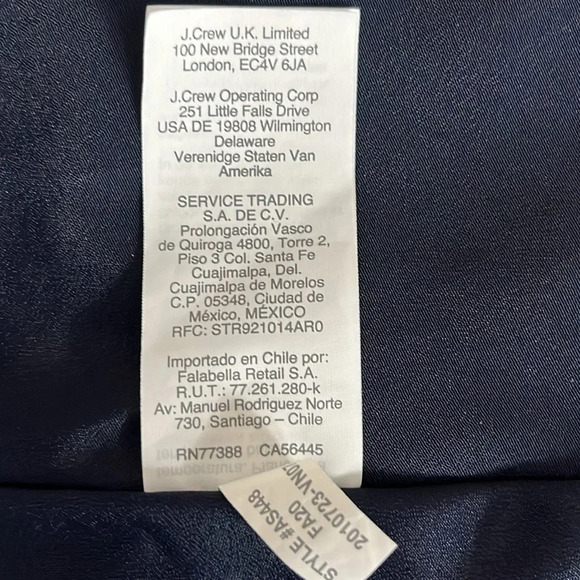 J.Crew U.K. Limited
100 New Bridge Street
London, EC4V 6JA
J.Crew Operating Corp
251 Little Falls Drive
USA DE 19808 Wilmington
Delaware
Verenidge Staten Van
Amerika
SERVICE TRADING
S.A. DE C.V.
Prolongación Vasco
de Quiroga 4800, Torre 2,
Piso 3 Col. Santa Fe
Cuajimalpa, Del.
Cuajimalpa de Morelos
C.P. 05348, Ciudad de
México, MÉXICO
RFC: STR921014AR0
Importado en Chile por:
Falabella Retail S.A.
R.U.T.: 77.261.280-k
Av: Manuel Rodriguez Norte
730, Santiago – Chile
RN77388 CA56445
STYLE #AS448
FA20
2010723-VN0